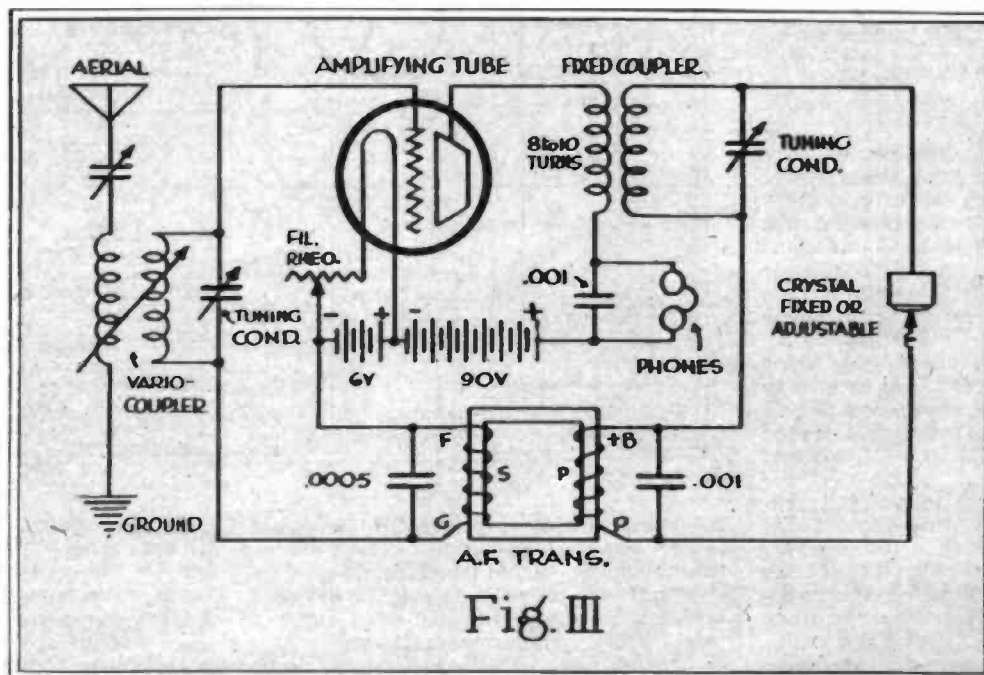 AERIAL
AMPLIFYING TUBE
FIXED COUPLER
8 to 10
TURNS
TUNING
COND.
FIL.
RHEO.
.001
CRYSTAL
FIXED OR
ADJUSTABLE
- + - +
TUNING
COND.
PHONES
6V
90V
VARIO-
COUPLER
F
+B
.0005
S
P
.001
G
P
GROUND
A.F. TRANS.
Fig. III